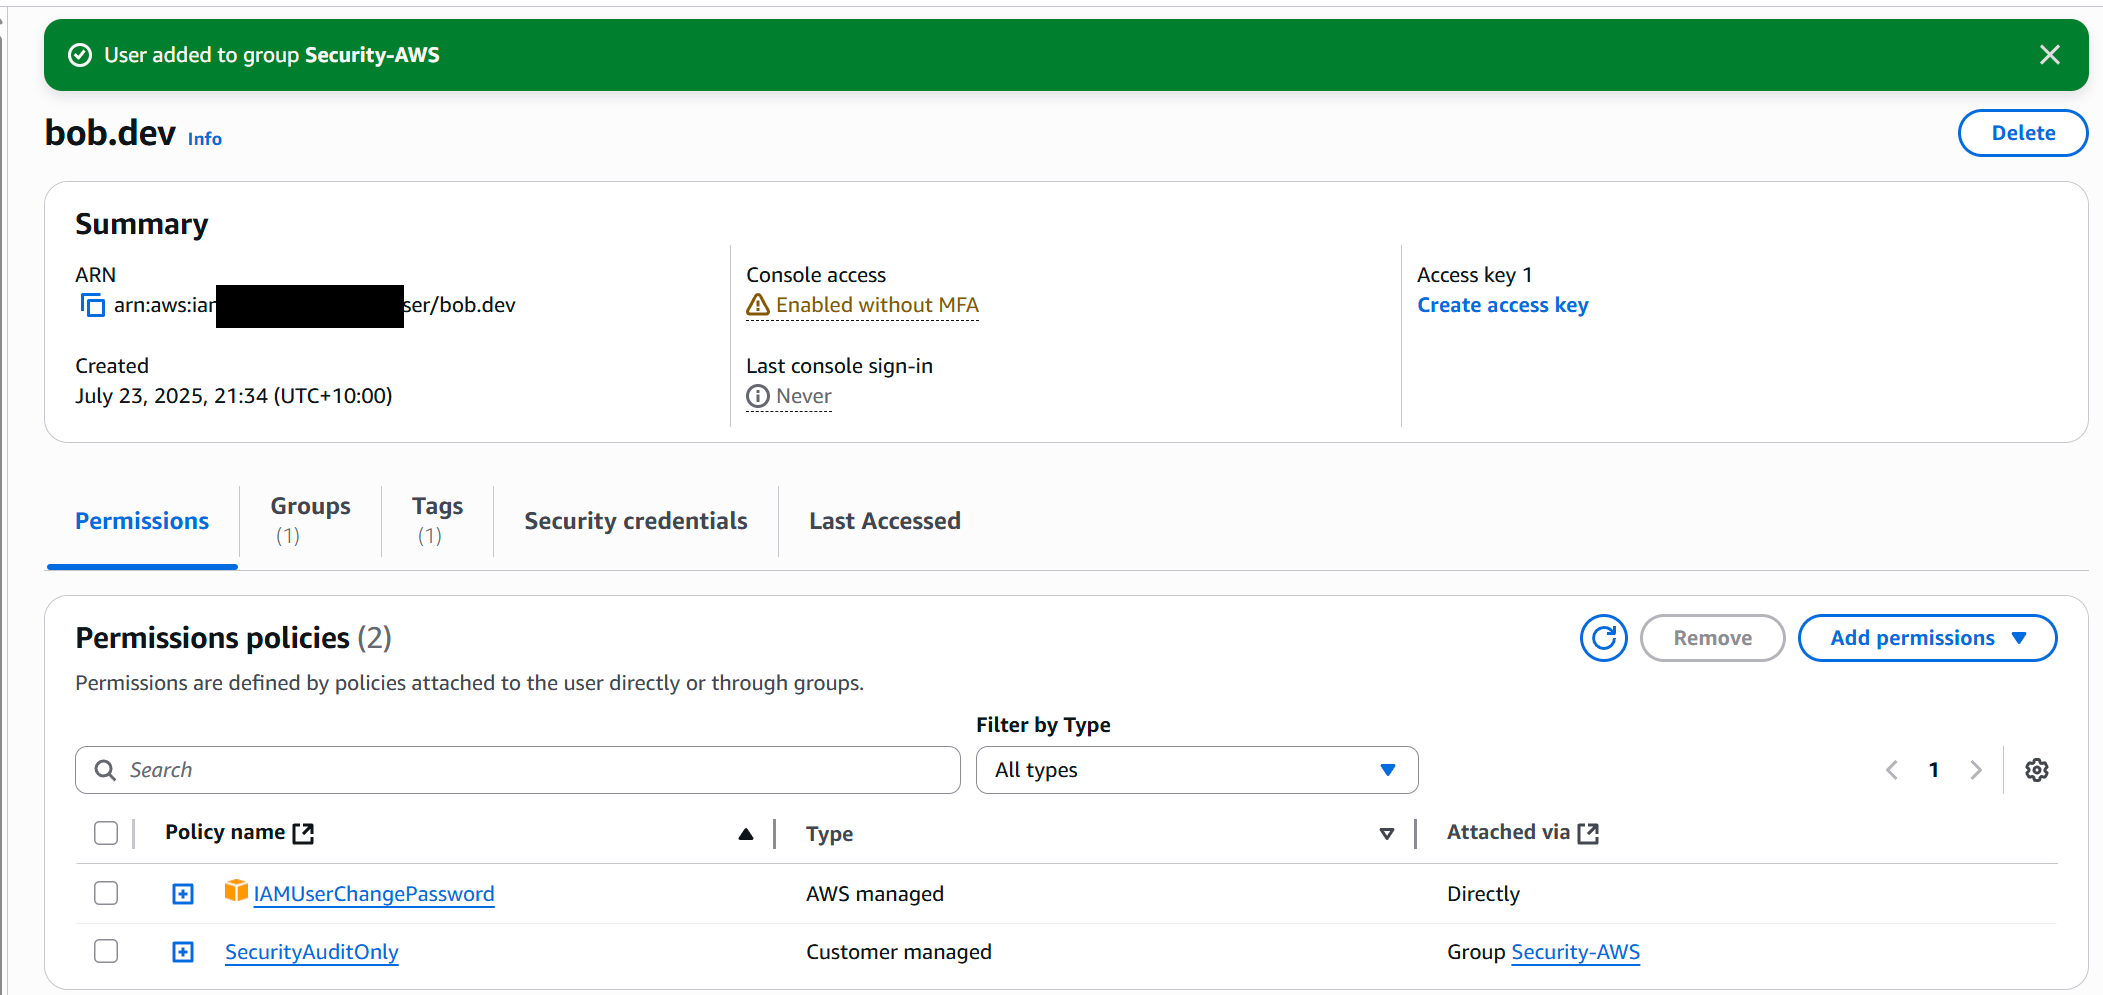 User added to group Security-AWS
bob.dev Info
Delete
Summary
ARN
arn:aws:iam ser/bob.dev
Created
July 23, 2025, 21:34 (UTC+10:00)
Console access
Enabled without MFA
Last console sign-in
Never
Access key 1
Create access key
Permissions
Groups
(1)
Tags
(1)
Security credentials
Last Accessed
Permissions policies (2)
Remove
Add permissions
Permissions are defined by policies attached to the user directly or through groups.
Filter by Type
Search
All types
1
Policy name
Type
Attached via
IAMUserChangePassword
AWS managed
Directly
SecurityAuditOnly
Customer managed
Group Security-AWS